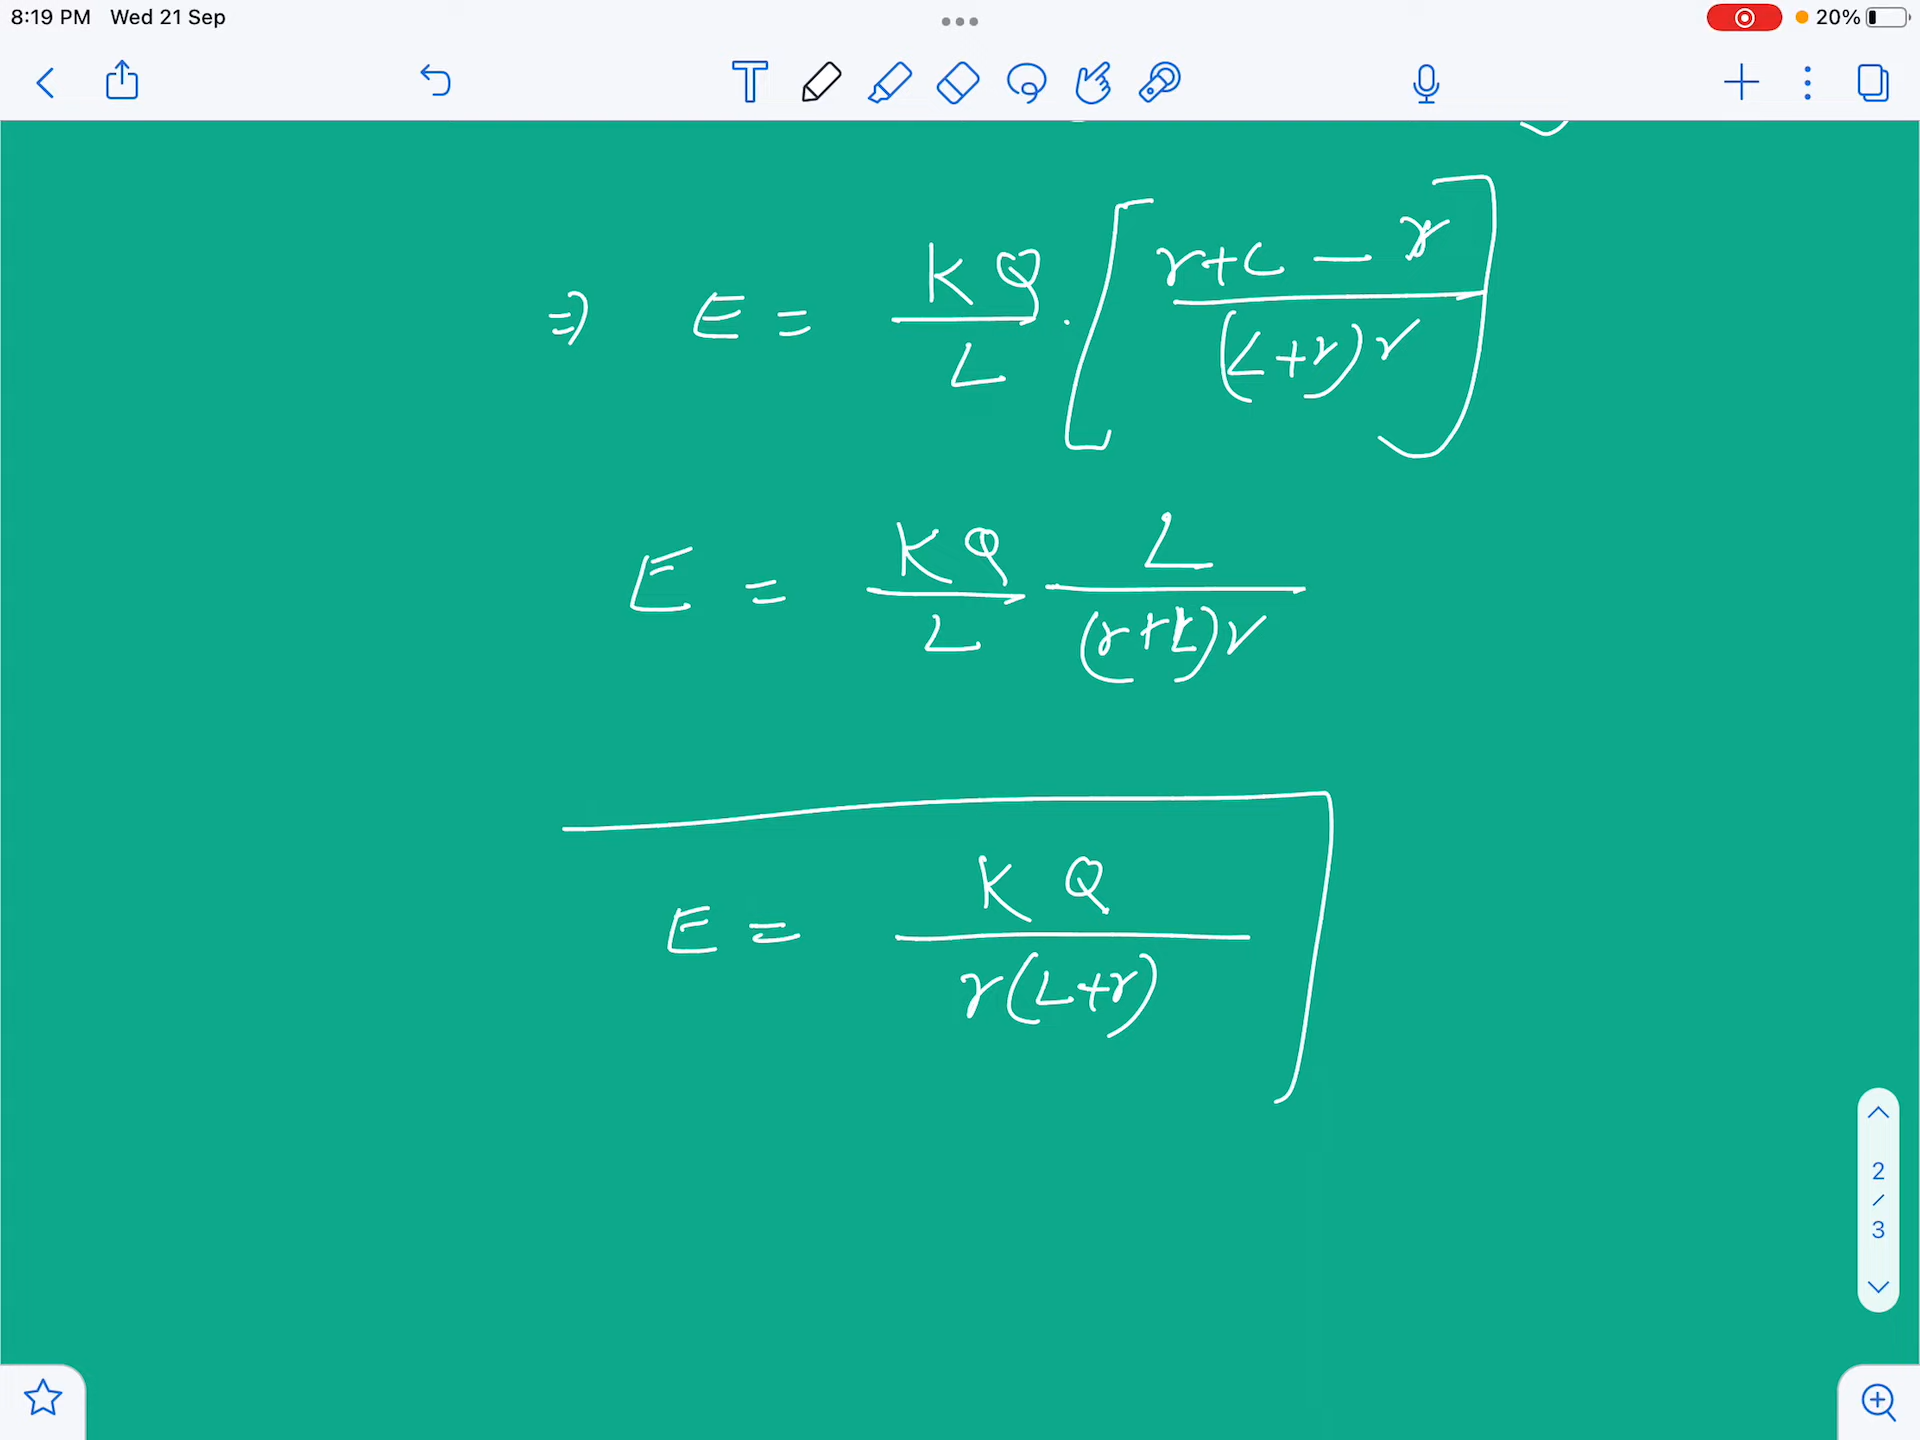 8:19 PM Wed 21 Sep
20%
T
⇒ E = KQ/L · [(r+L − r)/((L+r)r)]
E = KQ/L L/((r+L)r)
E = KQ/(r(L+r))
2
/
3